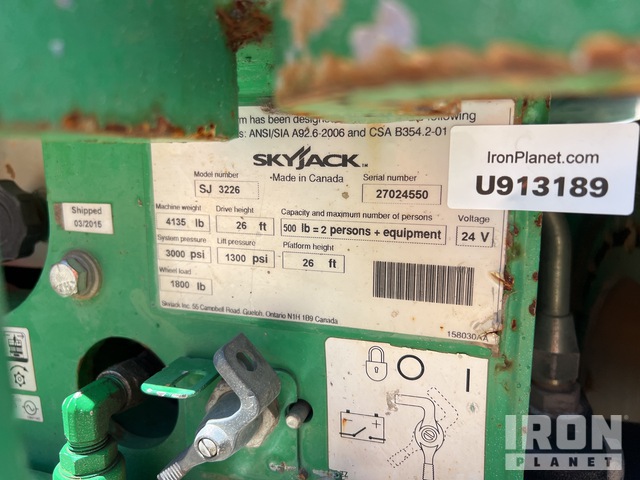 m has been designed following
s: ANSI/SIA A92.6-2006 and CSA B354.2-01
SKYJACK
Made in Canada
IronPlanet.com!
U913189
Model number
SJ 3226
Serial number
27024550
Shipped
03/2015
Machine weight
4135 lb
Drive height
26 ft
Capacity and maximum number of persons
500 lb = 2 persons + equipment
Voltage
24 V
System pressure
3000 psi
Lift pressure
1300 psi
Platform height
26 ft
Wheel load
1800 lb
Skyjack Inc. 55 Campbell Road, Guelph, Ontario N1H 1B9 Canada
158030AA
IRON
PLANET